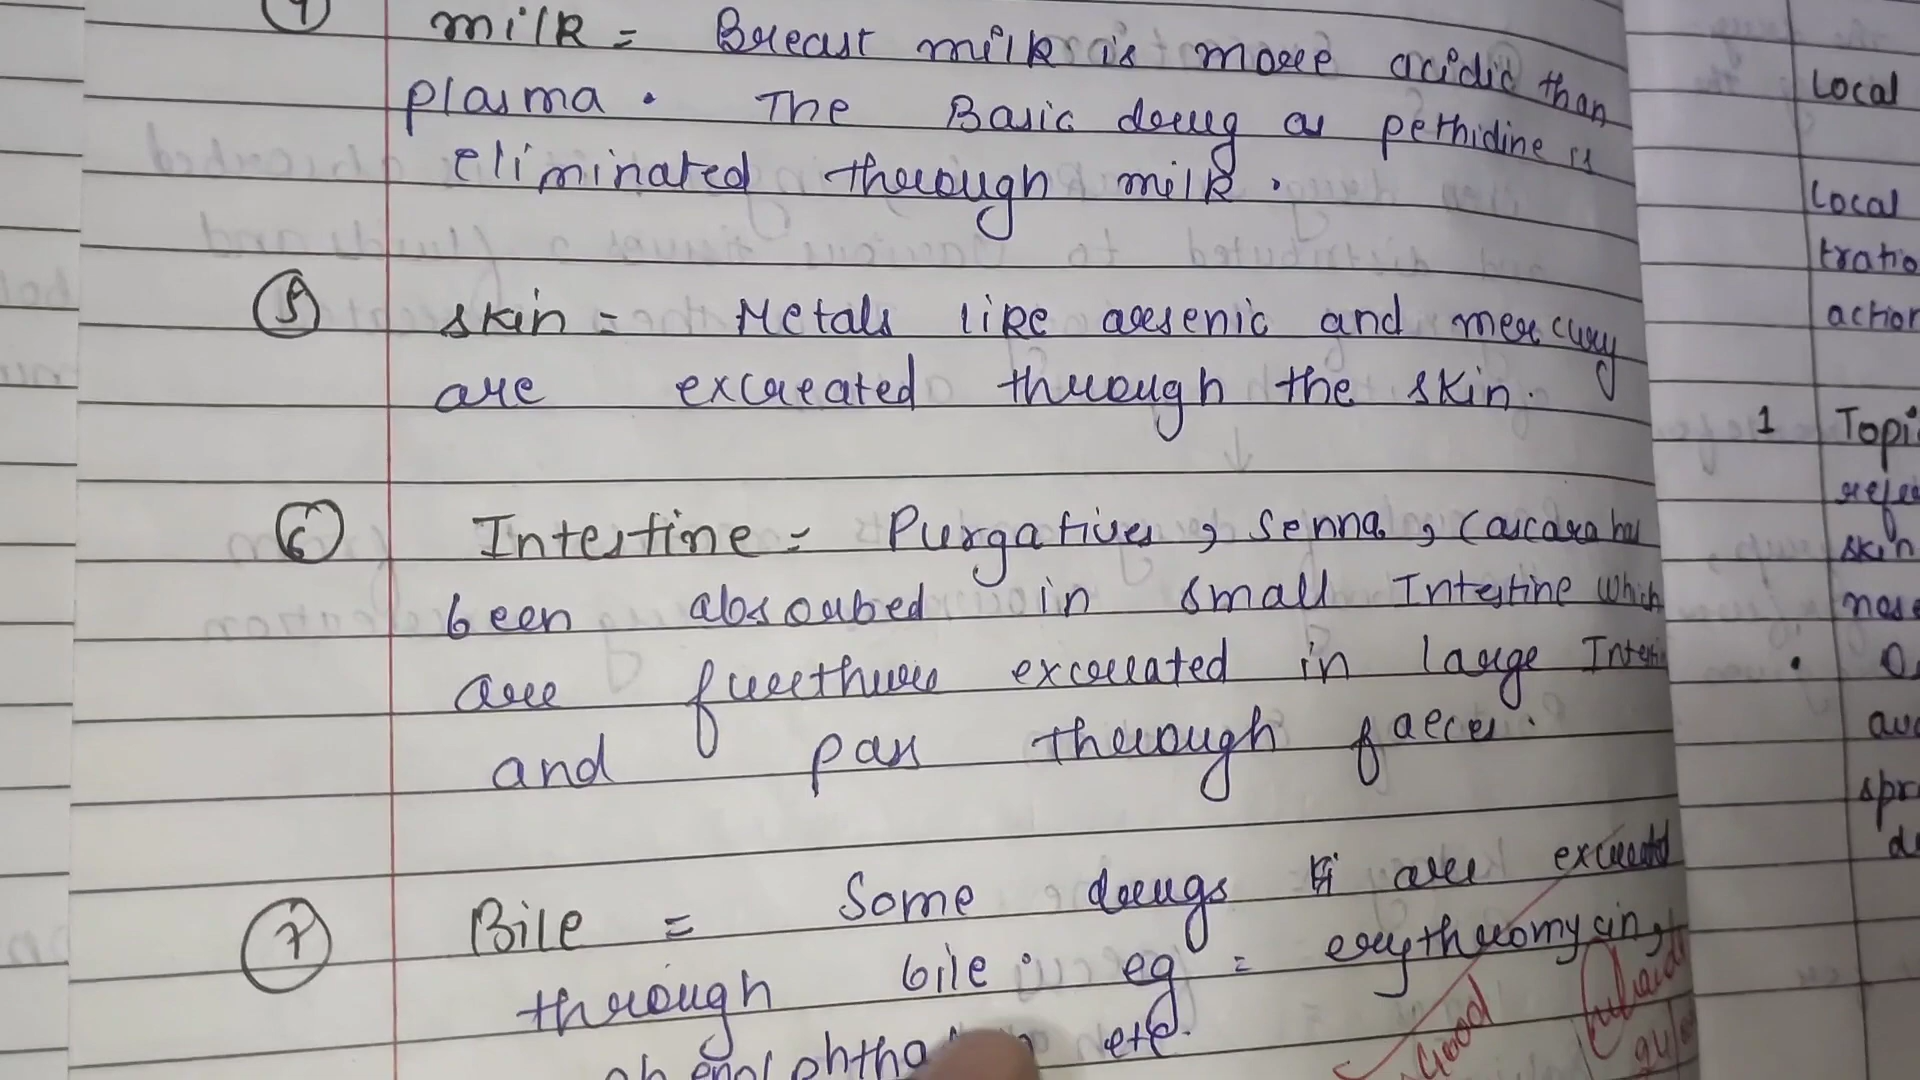 milk = Breast milk is more acidic than
plasma. The Basic drug as pethidine is
eliminated through milk.
5 skin = Metals like arsenic and mercury
are excreated through the skin.
6 Intestine = Purgatives, Senna, Cascara has
been absorbed in small Intestine which
are further excreated in large
and pass through faeces.
7 Bile = Some drugs are
through bile. eg = erythromycin,
etc.
Good
Local
Local
tratio
action
1 Topi
skin